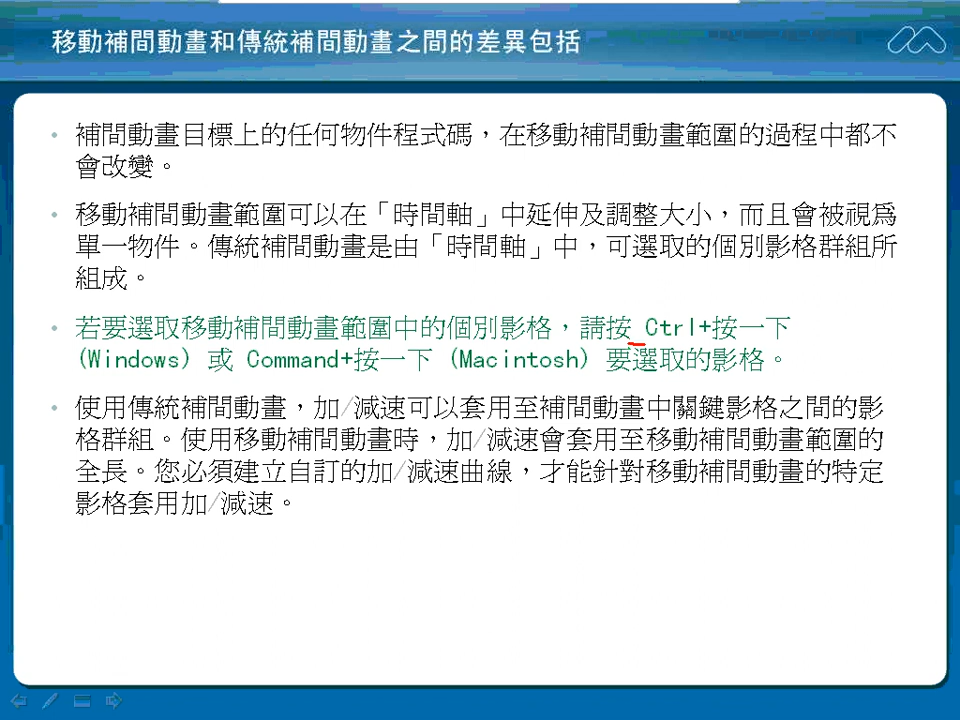 移動補間動畫和傳統補間動畫之間的差異包括
• 補間動畫目標上的任何物件程式碼，在移動補間動畫範圍的過程中都不
會改變。
• 移動補間動畫範圍可以在「時間軸」中延伸及調整大小，而且會被視為
單一物件。傳統補間動畫是由「時間軸」中，可選取的個別影格群組所
組成。
• 若要選取移動補間動畫範圍中的個別影格，請按 Ctrl+按一下
(Windows) 或 Command+按一下 (Macintosh) 要選取的影格。
• 使用傳統補間動畫，加/減速可以套用至補間動畫中關鍵影格之間的影
格群組。使用移動補間動畫時，加/減速會套用至移動補間動畫範圍的
全長。您必須建立自訂的加/減速曲線，才能針對移動補間動畫的特定
影格套用加/減速。